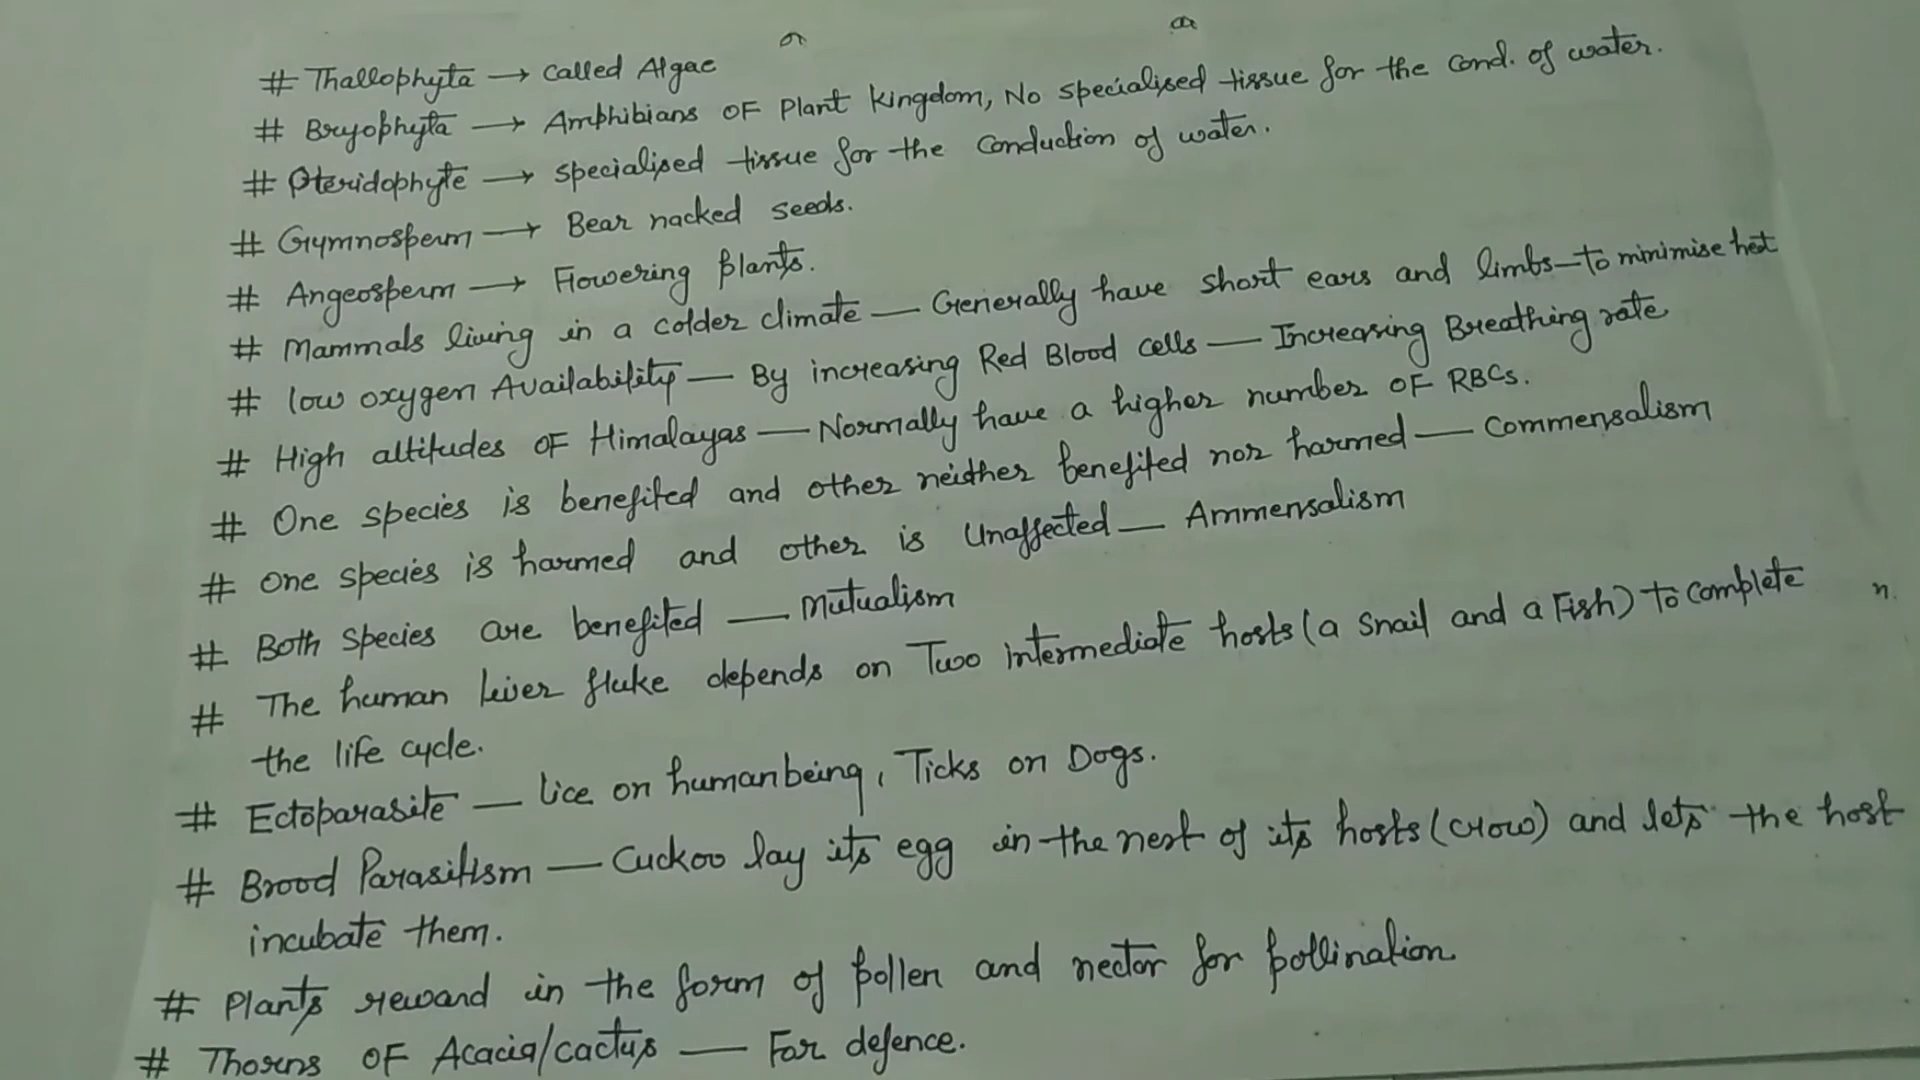 # Thallophyta → Called Algae
# Bryophyta → Amphibians OF Plant kingdom, No specialised tissue for the cond. of water.
# Pteridophyte → specialised tissue for the conduction of water.
# Gymnosperm → Bear nacked seeds.
# Angeosperm → Flowering plants.
# Mammals living in a colder climate — Generally have short ears and limbs - to minimise het
# low oxygen Availability — By increasing Red Blood cells — Increasing Breathing rate
# High altitudes OF Himalayas — Normally have a higher number OF RBCs.
# One species is benefited and other neither benefited nor harmed — Commensalism
# one species is harmed and other is Unaffected — Ammensalism
# Both species are benefited — Mutualism
# The human liver fluke depends on Two intermediate hosts (a snail and a Fish) to complete
the life cycle.
# Ectoparasite — lice on humanbeing, Ticks on Dogs.
# Brood Parasitism — Cuckoo lay its egg in the nest of its hosts (crow) and lets the host
incubate them.
# Plants reward in the form of pollen and nector for pollination
# Thorns OF Acacia/cactus — For defence.